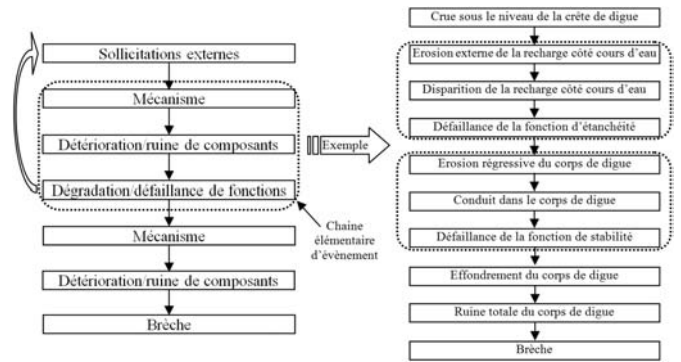 Sollicitations externes
Mécanisme
Détérioration/ruine de composants
Dégradation/défaillance de fonctions
Mécanisme
Détérioration/ruine de composants
Brèche
Exemple
Chaine
élémentaire
d'évènement
Crue sous le niveau de la crête de digue
Erosion externe de la recharge côté cours d'eau
Disparition de la recharge côté cours d'eau
Défaillance de la fonction d'étanchéité
Erosion régressive du corps de digue
Conduit dans le corps de digue
Défaillance de la fonction de stabilité
Effondrement du corps de digue
Ruine totale du corps de digue
Brèche